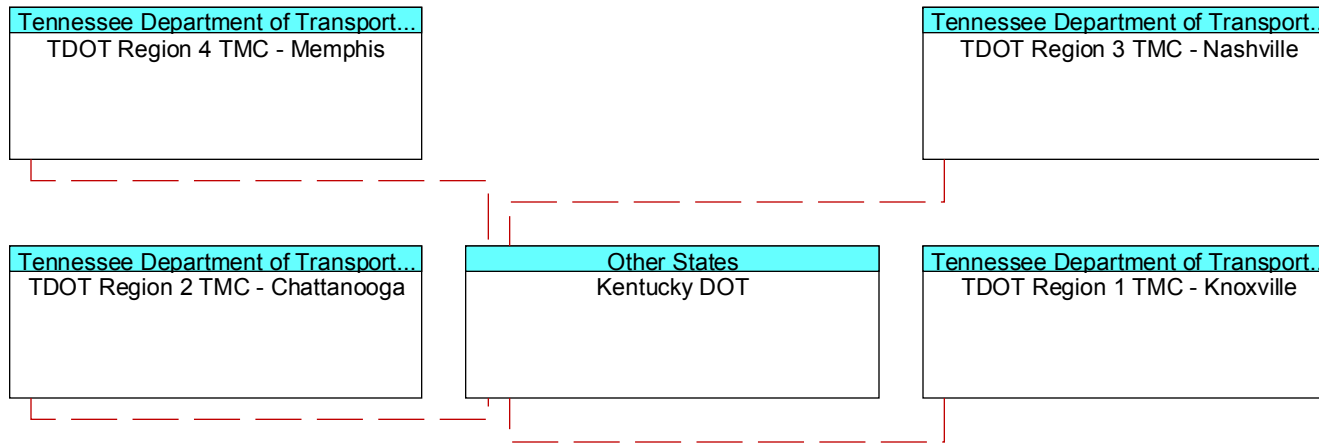 Tennessee Department of Transport...
TDOT Region 4 TMC - Memphis
Tennessee Department of Transport...
TDOT Region 3 TMC - Nashville
Tennessee Department of Transport...
TDOT Region 2 TMC - Chattanooga
Other States
Kentucky DOT
Tennessee Department of Transport...
TDOT Region 1 TMC - Knoxville